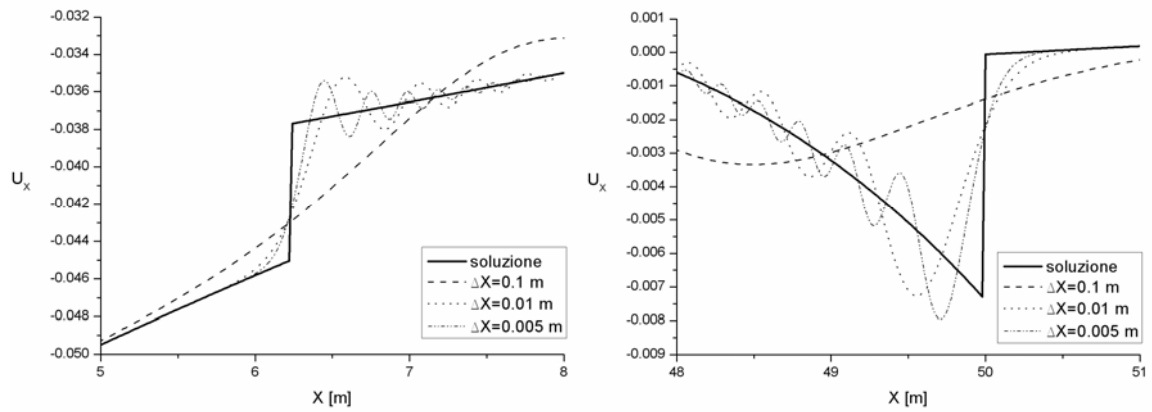 -0.032
-0.034
-0.036
-0.038
-0.040
-0.042
-0.044
-0.046
-0.048
-0.050
5
6
7
8
X [m]
UX
soluzione
ΔX=0.1 m
ΔX=0.01 m
ΔX=0.005 m
0.001
0.000
-0.001
-0.002
-0.003
-0.004
-0.005
-0.006
-0.007
-0.008
-0.009
48
49
50
51
X [m]
UX
soluzione
ΔX=0.1 m
ΔX=0.01 m
ΔX=0.005 m